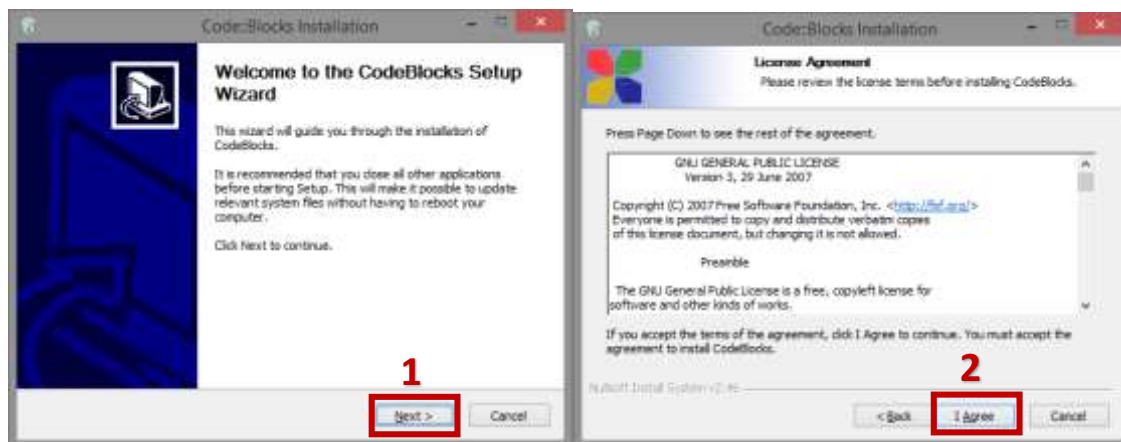 Code::Blocks Installation
Welcome to the CodeBlocks Setup
Wizard
This wizard will guide you through the installation of
CodeBlocks.
It is recommended that you close all other applications
before starting Setup. This will make it possible to update
relevant system files without having to reboot your
computer.
Click Next to continue.
1
Next >
Cancel
Code::Blocks Installation
License Agreement
Please review the license terms before installing CodeBlocks.
Press Page Down to see the rest of the agreement.
GNU GENERAL PUBLIC LICENSE
Version 3, 29 June 2007
Copyright (C) 2007 Free Software Foundation, Inc. <http://fsf.org/>
Everyone is permitted to copy and distribute verbatim copies
of this license document, but changing it is not allowed.
Preamble
The GNU General Public License is a free, copyleft license for
software and other kinds of works.
If you accept the terms of the agreement, click I Agree to continue. You must accept the
agreement to install CodeBlocks.
Nullsoft Install System v2.46
2
< Back
I Agree
Cancel